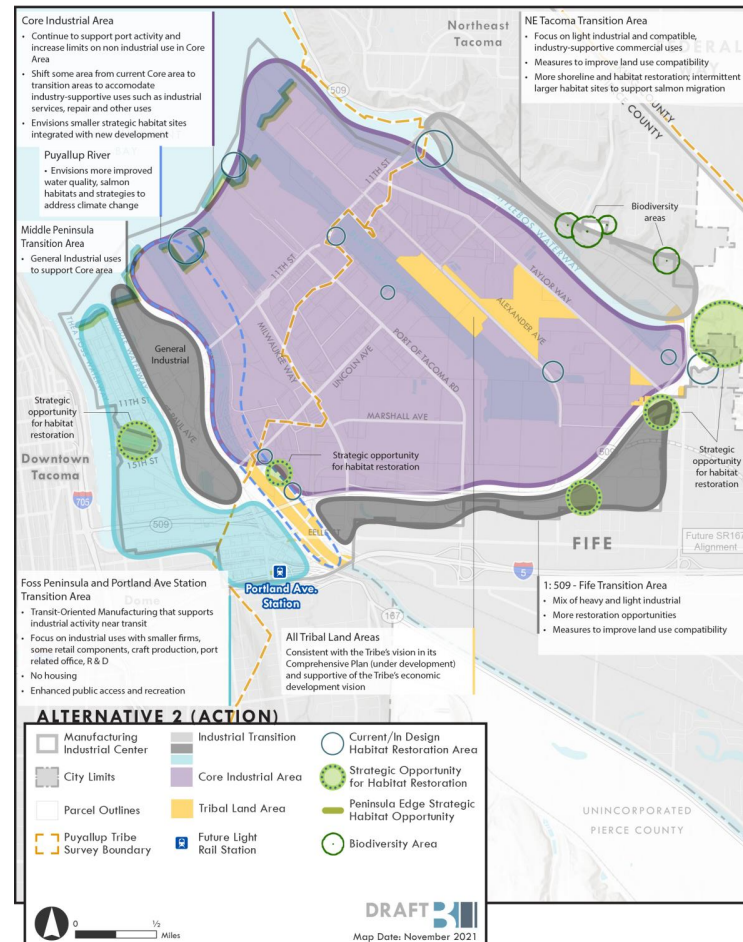 Core Industrial Area
• Continue to support port activity and
increase limits on non industrial use in Core
Area
• Shift some area from current Core area to
transition areas to accomodate
industry-supportive uses such as industrial
services, repair and other uses
• Envisions smaller strategic habitat sites
integrated with new development
Puyallup River
• Envisions more improved
water quality, salmon
habitats and strategies to
address climate change
Middle Peninsula
Transition Area
• General Industrial uses
to support Core area
Northeast
Tacoma
NE Tacoma Transition Area
• Focus on light industrial and compatible,
industry-supportive commercial uses
• Measures to improve land use compatibility
• More shoreline and habitat restoration; intermittent
larger habitat sites to support salmon migration
COUNTY
509
11TH ST
Biodiversity
areas
WATERWAY
TAYLOR WAY
ALEXANDER AVE
11TH ST
MILWAUKEE WAY
LINCOLN AVE
PORT OF TACOMA RD
MARSHALL AVE
General
Industrial
11TH ST
15TH ST
Strategic
opportunity
for habitat
restoration
Downtown
Tacoma
705
509
Strategic opportunity
for habitat restoration
509
Strategic
opportunity
for habitat
restoration
FIFE
Future SR167
Alignment
5
167
Portland Ave.
Station
Dome
Foss Peninsula and Portland Ave Station
Transition Area
• Transit-Oriented Manufacturing that supports
industrial activity near transit
• Focus on industrial uses with smaller firms,
some retail components, craft production, port
related office, R & D
• No housing
• Enhanced public access and recreation
All Tribal Land Areas
Consistent with the Tribe's vision in its
Comprehensive Plan (under development)
and supportive of the Tribe's economic
development vision
1: 509 - Fife Transition Area
• Mix of heavy and light industrial
• More restoration opportunities
• Measures to improve land use compatibility
UNINCORPORATED
PIERCE COUNTY
ALTERNATIVE 2 (ACTION)
Manufacturing
Industrial Center
City Limits
Parcel Outlines
Puyallup Tribe
Survey Boundary
Industrial Transition
Core Industrial Area
Tribal Land Area
Future Light
Rail Station
Current/In Design
Habitat Restoration Area
Strategic Opportunity
for Habitat Restoration
Peninsula Edge Strategic
Habitat Opportunity
Biodiversity Area
0 ½
Miles
DRAFT
Map Date: November 2021